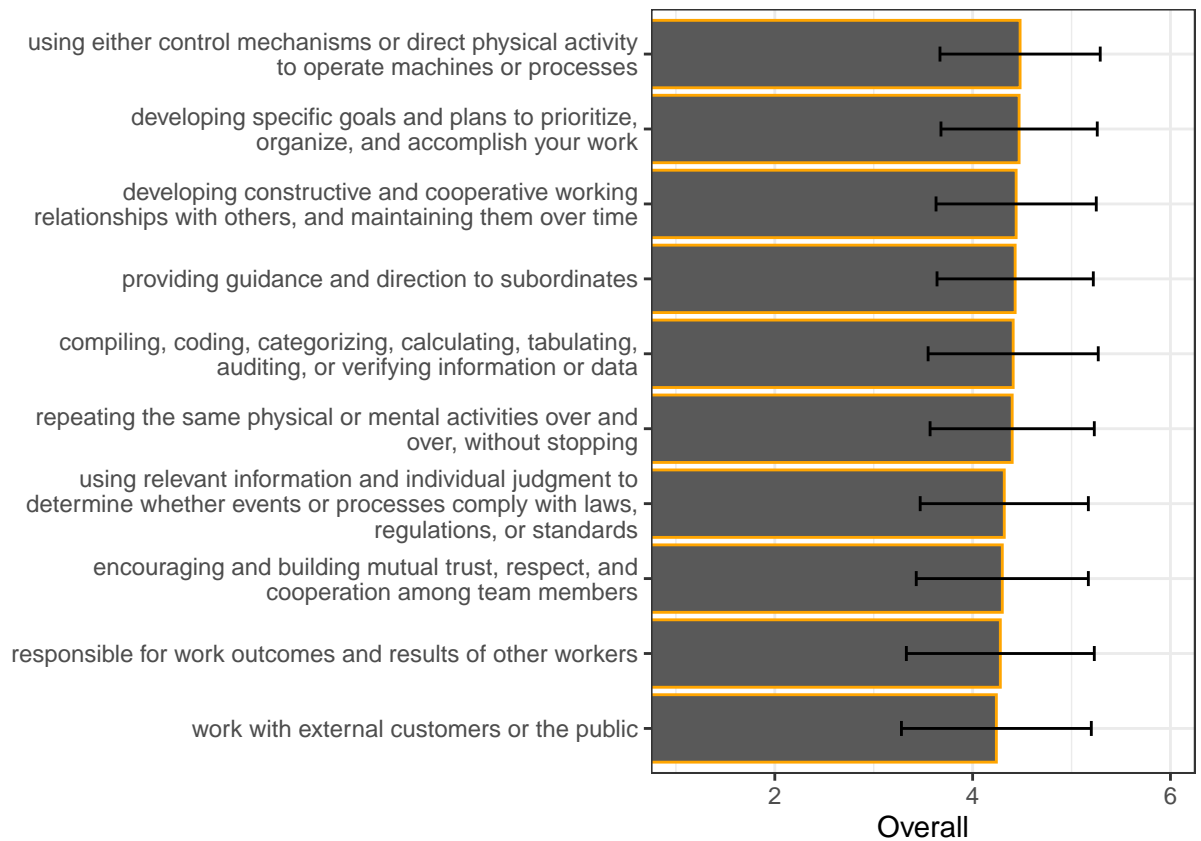 using either control mechanisms or direct physical activity
to operate machines or processes
developing specific goals and plans to prioritize,
organize, and accomplish your work
developing constructive and cooperative working
relationships with others, and maintaining them over time
providing guidance and direction to subordinates
compiling, coding, categorizing, calculating, tabulating,
auditing, or verifying information or data
repeating the same physical or mental activities over and
over, without stopping
using relevant information and individual judgment to
determine whether events or processes comply with laws,
regulations, or standards
encouraging and building mutual trust, respect, and
cooperation among team members
responsible for work outcomes and results of other workers
work with external customers or the public
2 4 6
Overall